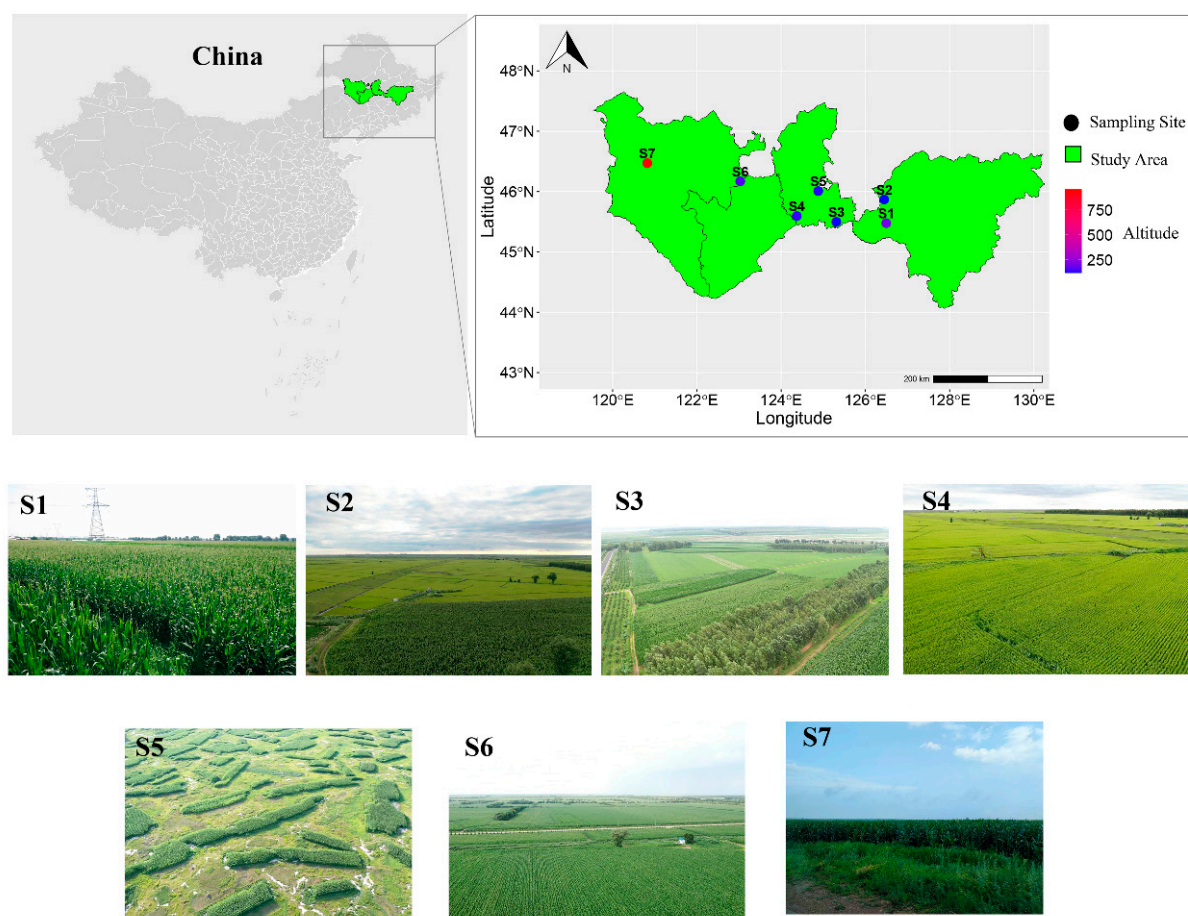 China
N
48°N
47°N
46°N
45°N
44°N
43°N
Latitude
S7
S6
S5
S4
S3
S2
S1
200 km
120°E 122°E 124°E 126°E 128°E 130°E
Longitude
Sampling Site
Study Area
750
500
250
Altitude
S1
S2
S3
S4
S5
S6
S7